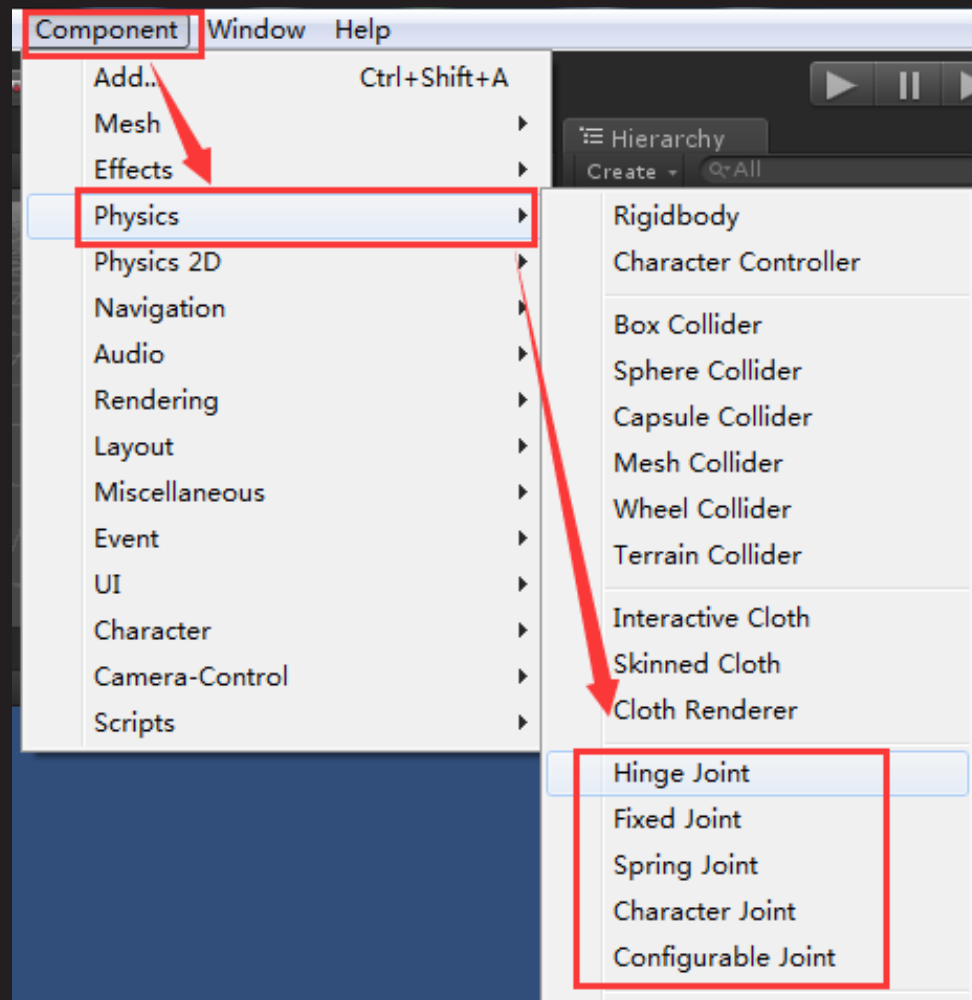 Component Window Help
Add... Ctrl+Shift+A
Mesh
Effects
Physics
Physics 2D
Navigation
Audio
Rendering
Layout
Miscellaneous
Event
UI
Character
Camera-Control
Scripts
Hierarchy
Create All
Rigidbody
Character Controller
Box Collider
Sphere Collider
Capsule Collider
Mesh Collider
Wheel Collider
Terrain Collider
Interactive Cloth
Skinned Cloth
Cloth Renderer
Hinge Joint
Fixed Joint
Spring Joint
Character Joint
Configurable Joint